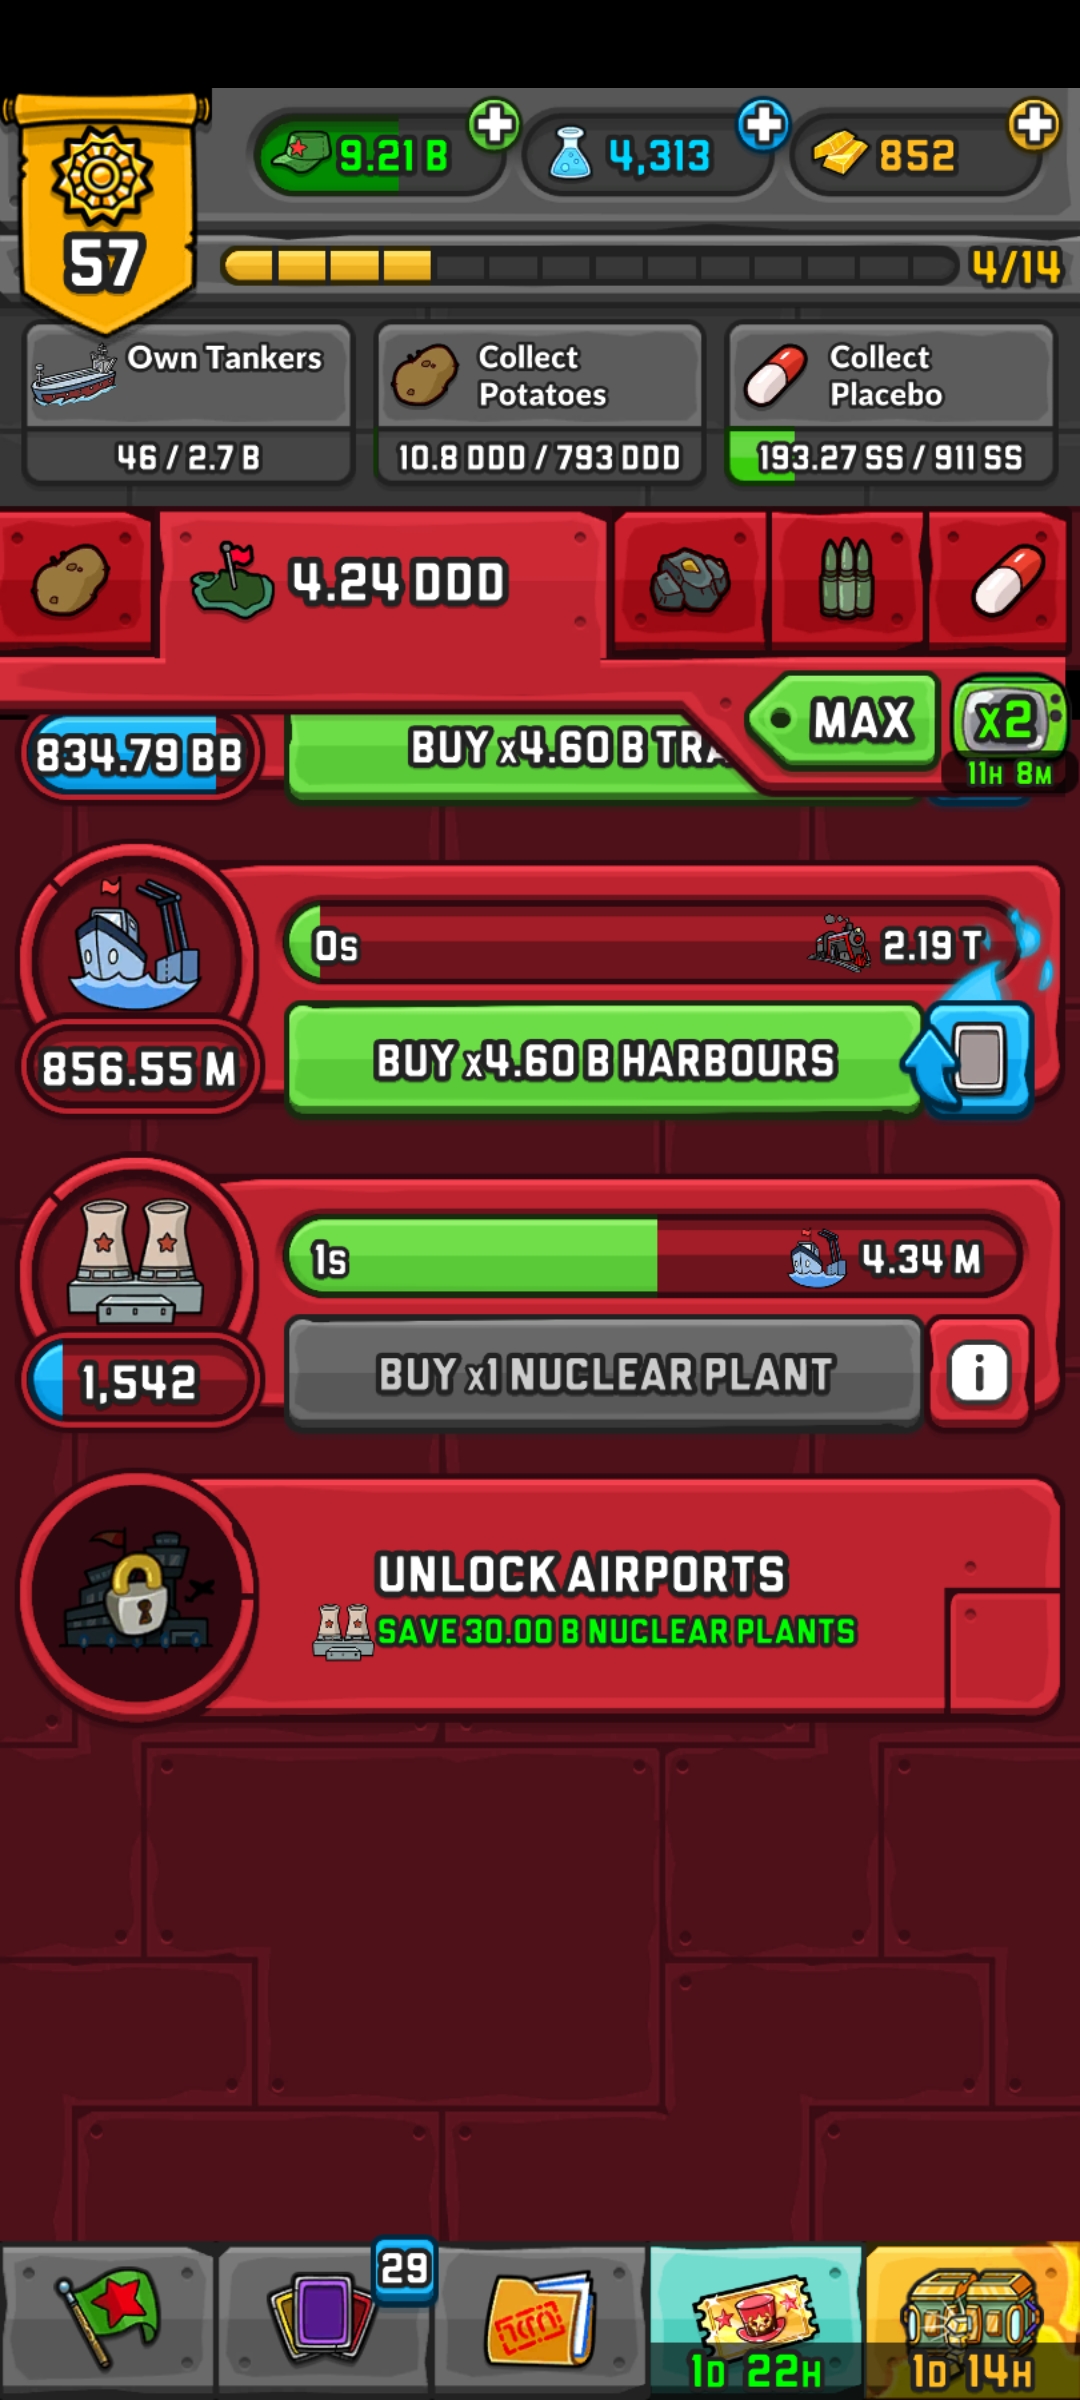 57
9.21 B
4,313
852
4/14
Own Tankers
46 / 2.7 B
Collect
Potatoes
10.8 DDD / 793 DDD
Collect
Placebo
193.27 SS / 911 SS
4.24 DDD
MAX
x2
11H 8M
834.79 BB
BUY x4.60 B TRA
0s
2.19 T
856.55 M
BUY x4.60 B HARBOURS
1s
4.34 M
1,542
BUY x1 NUCLEAR PLANT
i
UNLOCK AIRPORTS
SAVE 30.00 B NUCLEAR PLANTS
29
1D 22H
1D 14H